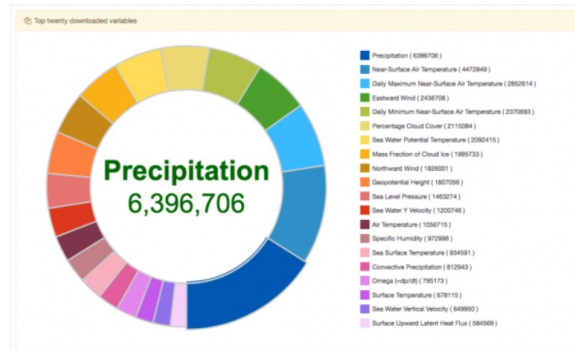 Top twenty downloaded variables
Precipitation
6,396,706
Precipitation ( 6396706 )
Near-Surface Air Temperature ( 4472849 )
Daily Maximum Near-Surface Air Temperature ( 2852614 )
Eastward Wind ( 2436708 )
Daily Minimum Near-Surface Air Temperature ( 2370693 )
Percentage Cloud Cover ( 2115084 )
Sea Water Potential Temperature ( 2092415 )
Mass Fraction of Cloud Ice ( 1995733 )
Northward Wind ( 1826001 )
Geopotential Height ( 1807058 )
Sea Level Pressure ( 1463274 )
Sea Water Y Velocity ( 1200746 )
Air Temperature ( 1056715 )
Specific Humidity ( 972998 )
Sea Surface Temperature ( 934591 )
Convective Precipitation ( 812943 )
Omega (=dp/dt) ( 795173 )
Surface Temperature ( 678115 )
Sea Water Vertical Velocity ( 649950 )
Surface Upward Latent Heat Flux ( 584569 )